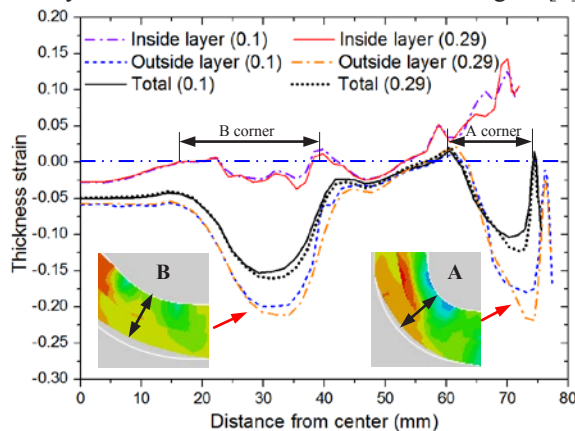 0.20
0.15
0.10
0.05
0.00
-0.05
-0.10
-0.15
-0.20
-0.25
-0.30
Thickness strain
Inside layer (0.1) Inside layer (0.29)
Outside layer (0.1) Outside layer (0.29)
Total (0.1) Total (0.29)
B corner
A corner
B
A
0 10 20 30 40 50 60 70 80
Distance from center (mm)